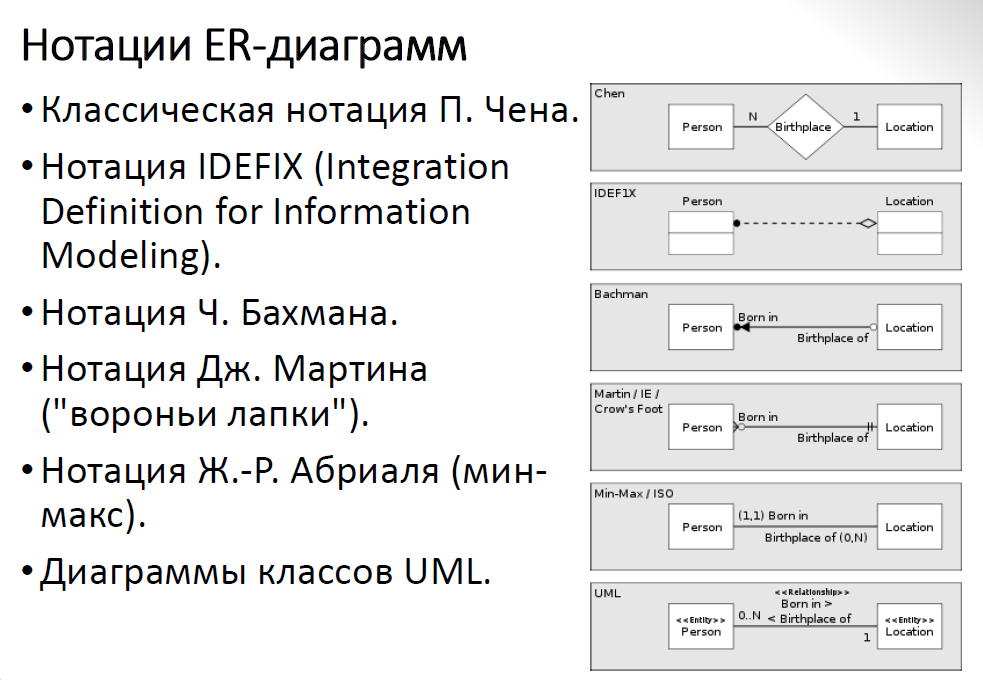 Нотации ER-диаграмм
• Классическая нотация П. Чена.
• Нотация IDEFIX (Integration
Definition for Information
Modeling).
• Нотация Ч. Бахмана.
• Нотация Дж. Мартина
("вороньи лапки").
• Нотация Ж.-Р. Абриаля (мин-
макс).
• Диаграммы классов UML.
Chen
Person N Birthplace 1 Location
IDEF1X
Person Location
Bachman
Born in
Person Location
Birthplace of
Martin / IE /
Crow's Foot
Born in
Person Location
Birthplace of
Min-Max / ISO
(1,1) Born in
Person Location
Birthplace of (0,N)
UML
<<Relationship>>
Born in >
0..N < Birthplace of
<<Entity>> <<Entity>>
Person Location
1